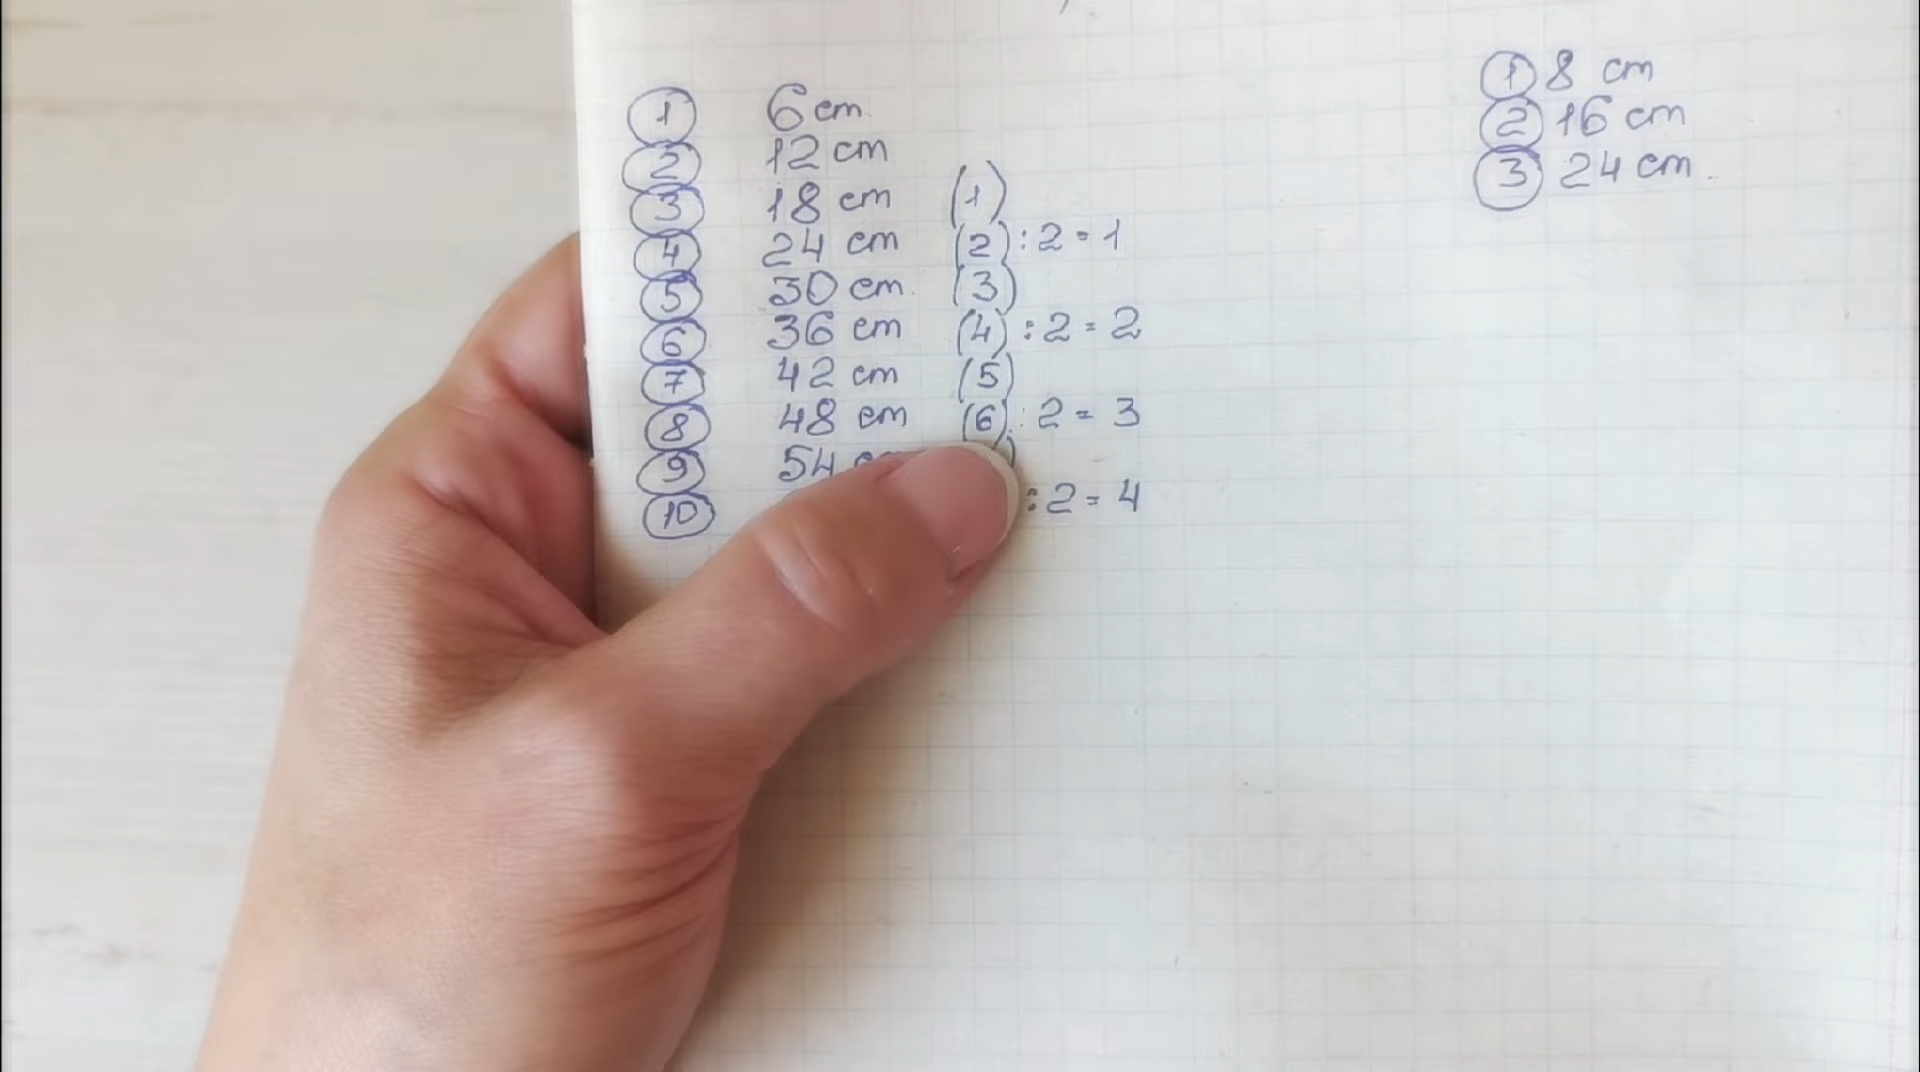 1 6 cm
2 12 cm
3 18 cm (1)
4 24 cm (2) : 2 = 1
5 30 cm (3)
6 36 cm (4) : 2 = 2
7 42 cm (5)
8 48 cm (6) : 2 = 3
9 54
10 : 2 = 4
1 8 cm
2 16 cm
3 24 cm